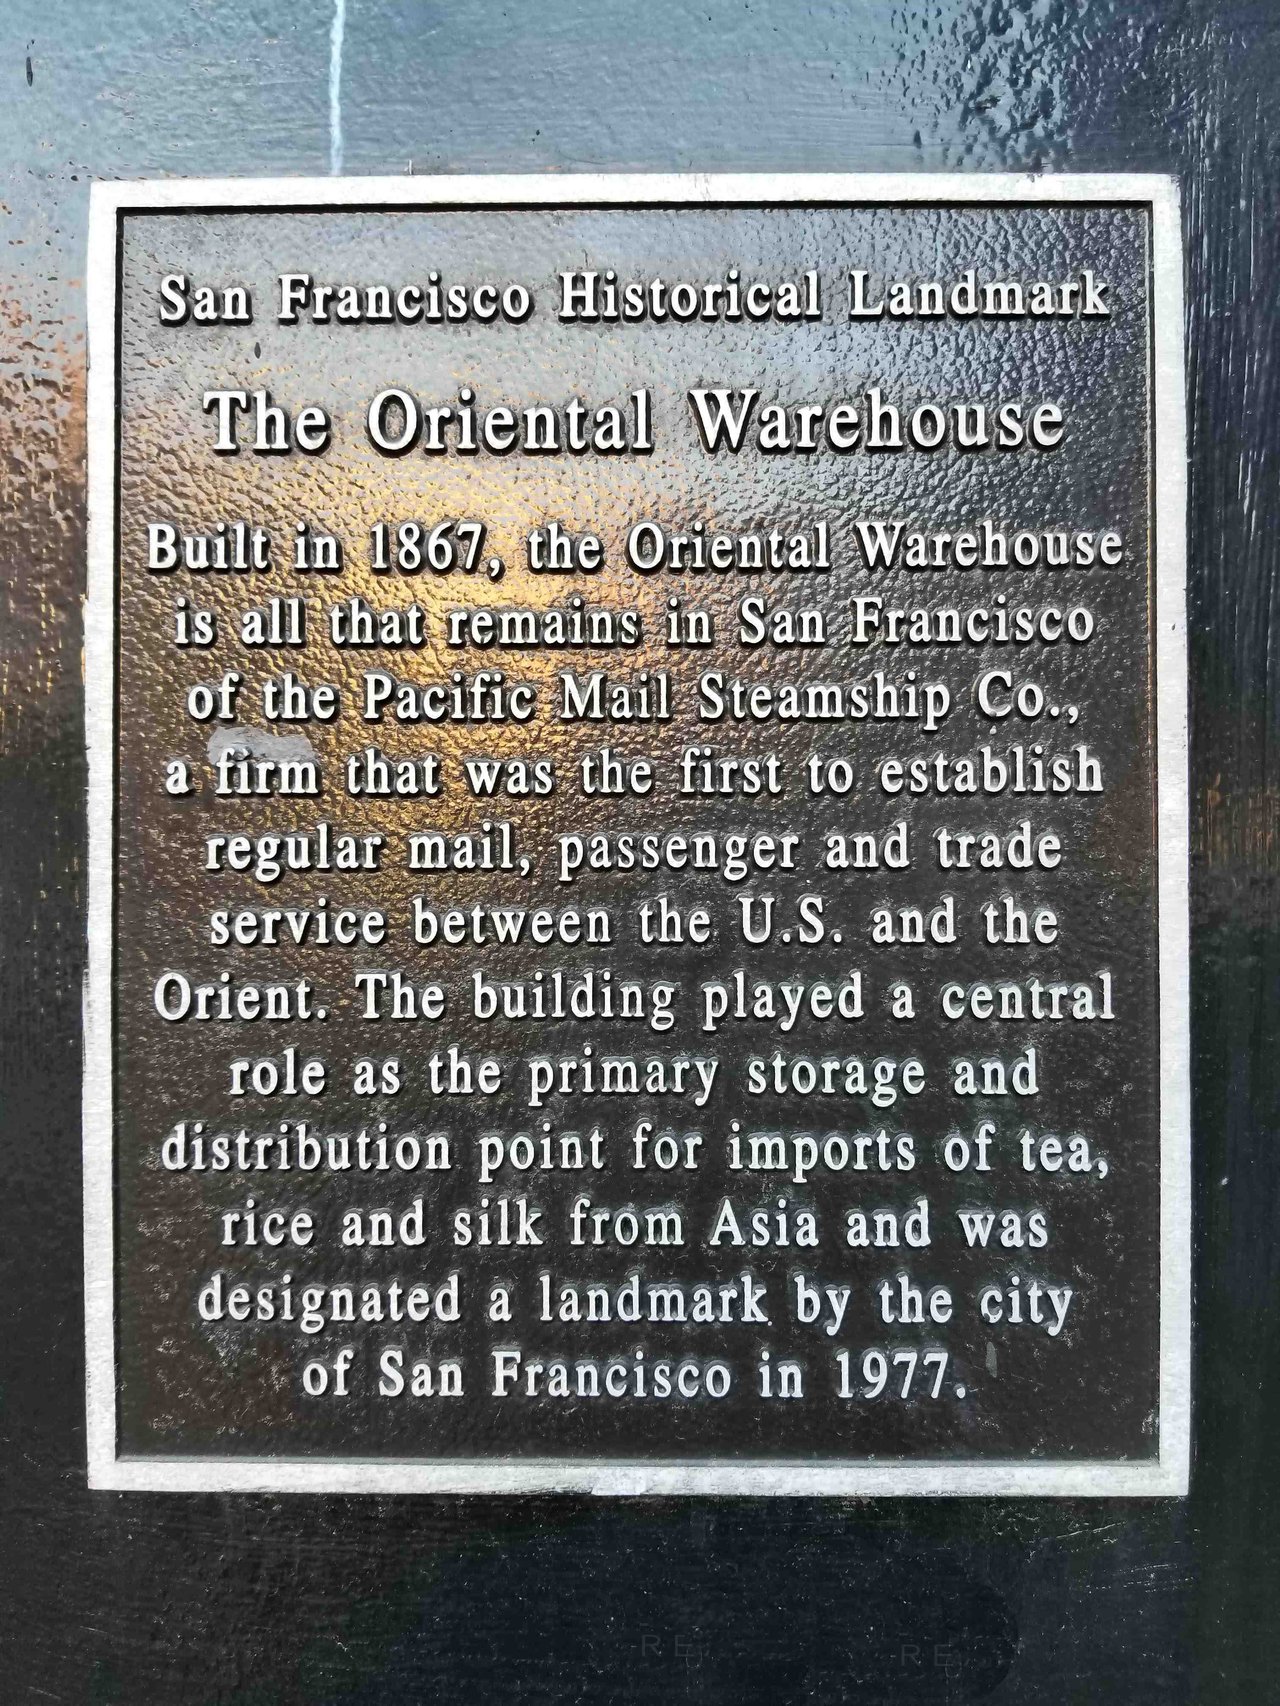 San Francisco Historical Landmark
The Oriental Warehouse
Built in 1867, the Oriental Warehouse
is all that remains in San Francisco
of the Pacific Mail Steamship Co.,
a firm that was the first to establish
regular mail, passenger and trade
service between the U.S. and the
Orient. The building played a central
role as the primary storage and
distribution point for imports of tea,
rice and silk from Asia and was
designated a landmark by the city
of San Francisco in 1977.
RE RE